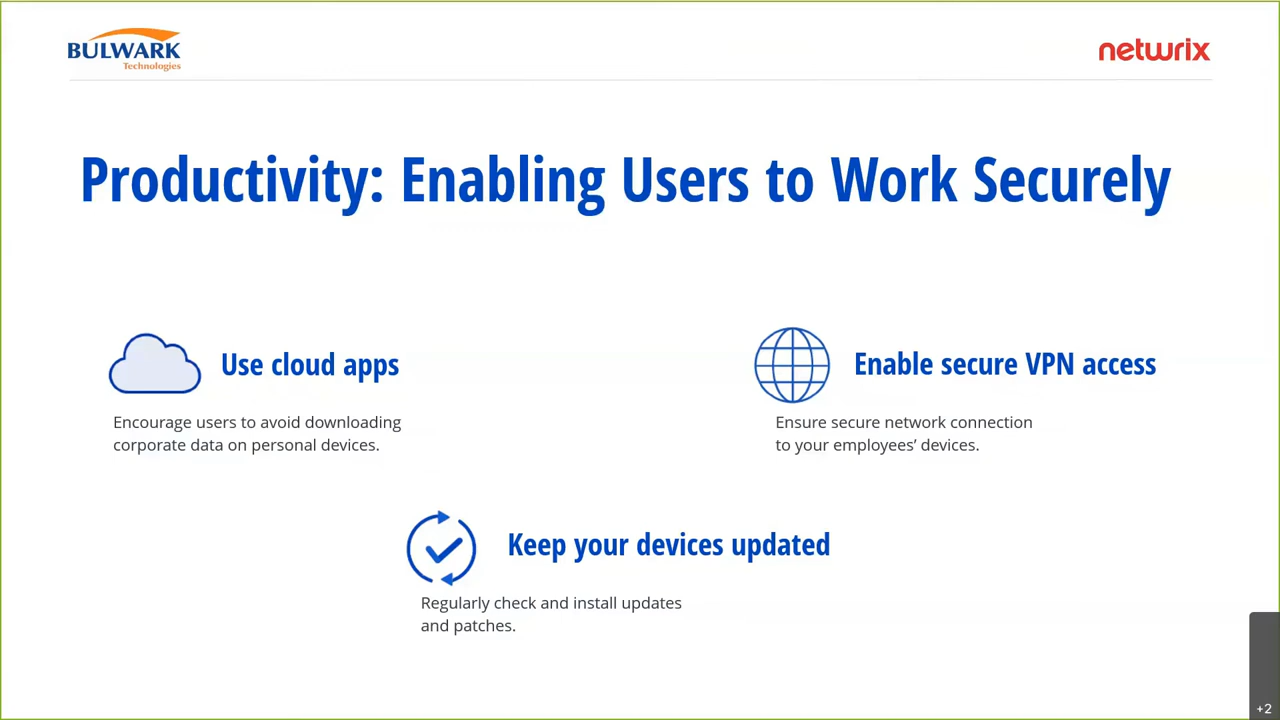 BULWARK
Technologies
netwrix
Productivity: Enabling Users to Work Securely
Use cloud apps
Encourage users to avoid downloading
corporate data on personal devices.
Enable secure VPN access
Ensure secure network connection
to your employees’ devices.
Keep your devices updated
Regularly check and install updates
and patches.
+2